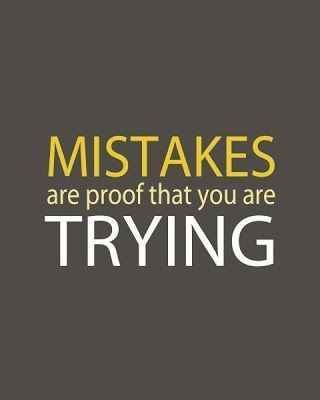 MISTAKES
are proof that you are
TRYING